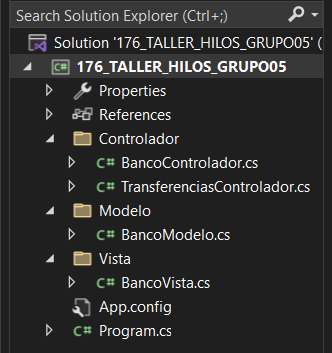 Search Solution Explorer (Ctrl+;)
Solution '176_TALLER_HILOS_GRUPO05' (
C# 176_TALLER_HILOS_GRUPO05
Properties
References
Controlador
C# BancoControlador.cs
C# TransferenciasControlador.cs
Modelo
C# BancoModelo.cs
Vista
C# BancoVista.cs
App.config
C# Program.cs